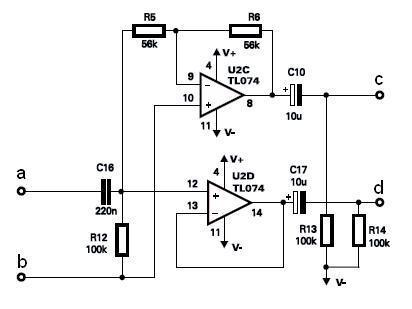 R5
R6
56k
56k
4
V+
U2C
TL074
9
−
10
+
8
11
V-
C10
+
10u
c
C16
220n
a
4
V+
U2D
TL074
12
+
13
−
14
11
V-
C17
10u
+
d
R12
100k
R13
100k
R14
100k
b
V-